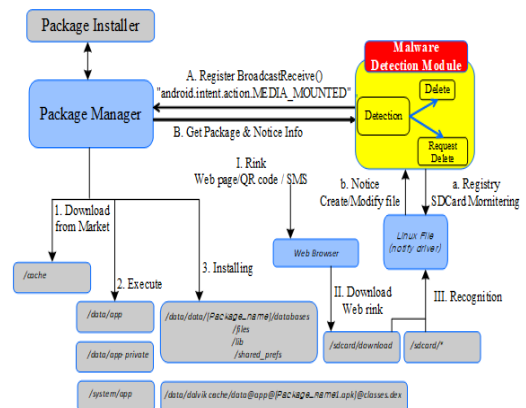 Package Installer
Malware
Detection Module
A. Register BroadcastReceive()
"android.intent.action.MEDIA_MOUNTED"
Delete
Package Manager
Detection
B. Get Package & Notice Info
Request
Delete
I. Rink
Web page/QR code / SMS
b. Notice
Create/Modify file
a. Registry
SDCard Mornitering
1. Download
from Market
Linux File
(notify driver)
Web Browser
/cache
2. Execute
3. Installing
II. Download
Web rink
III. Recognition
/data/app
/data/data/[Package_name]/databases
/files
/lib
/shared_prefs
/data/app-private
/sdcard/download
/sdcard/*
/system/app
/data/dalvik cache/data@app@[Package_name1.apk]@classes.dex